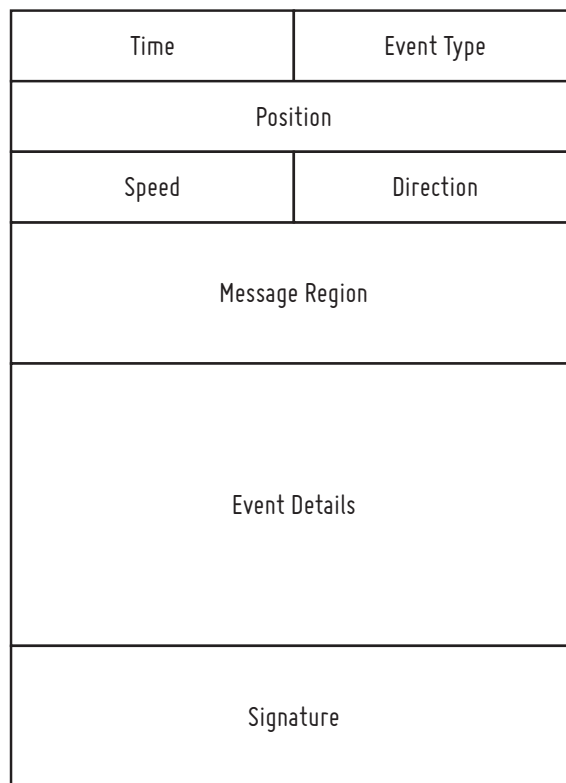 Time
Event Type
Position
Speed
Direction
Message Region
Event Details
Signature